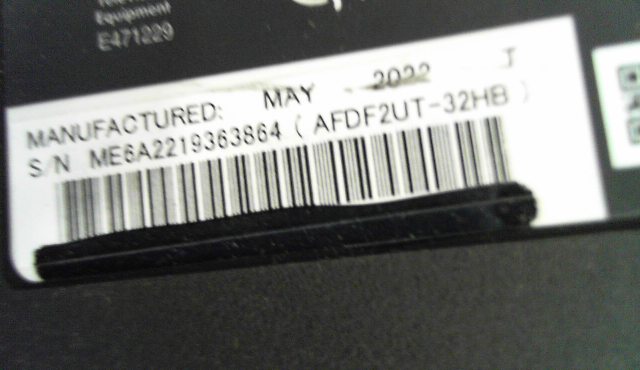 Equipment
E471229
MANUFACTURED: MAY 2022 J
S/N ME6A2219363864 ( AFDF2UT-32HB )